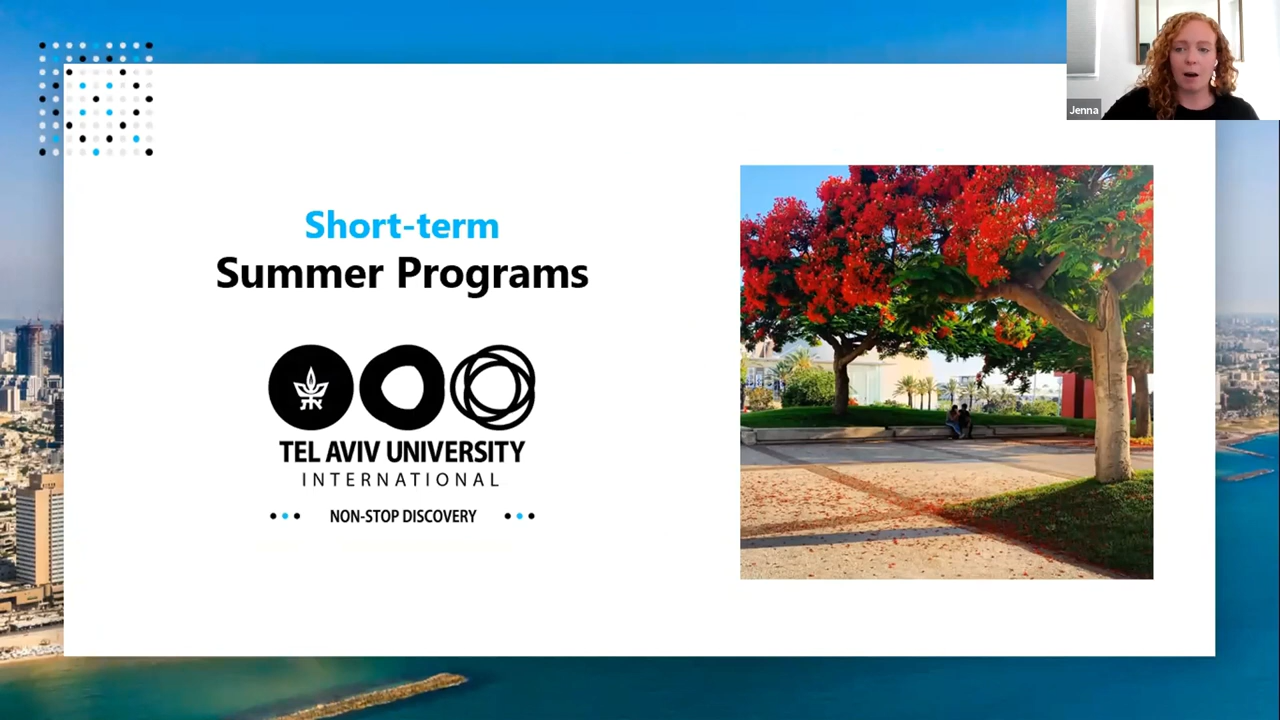 Jenna
Short-term
Summer Programs
TEL AVIV UNIVERSITY
INTERNATIONAL
NON-STOP DISCOVERY